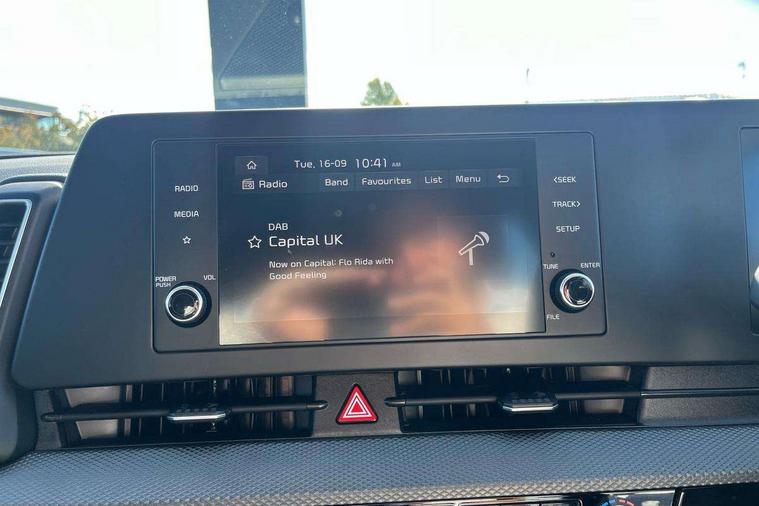 Tue, 16-09 10:41 AM
Radio Band Favourites List Menu
RADIO
MEDIA
DAB
Capital UK
Now on Capital: Flo Rida with
Good Feeling
POWER
PUSH
VOL
<SEEK
TRACK>
SETUP
TUNE
ENTER
FILE